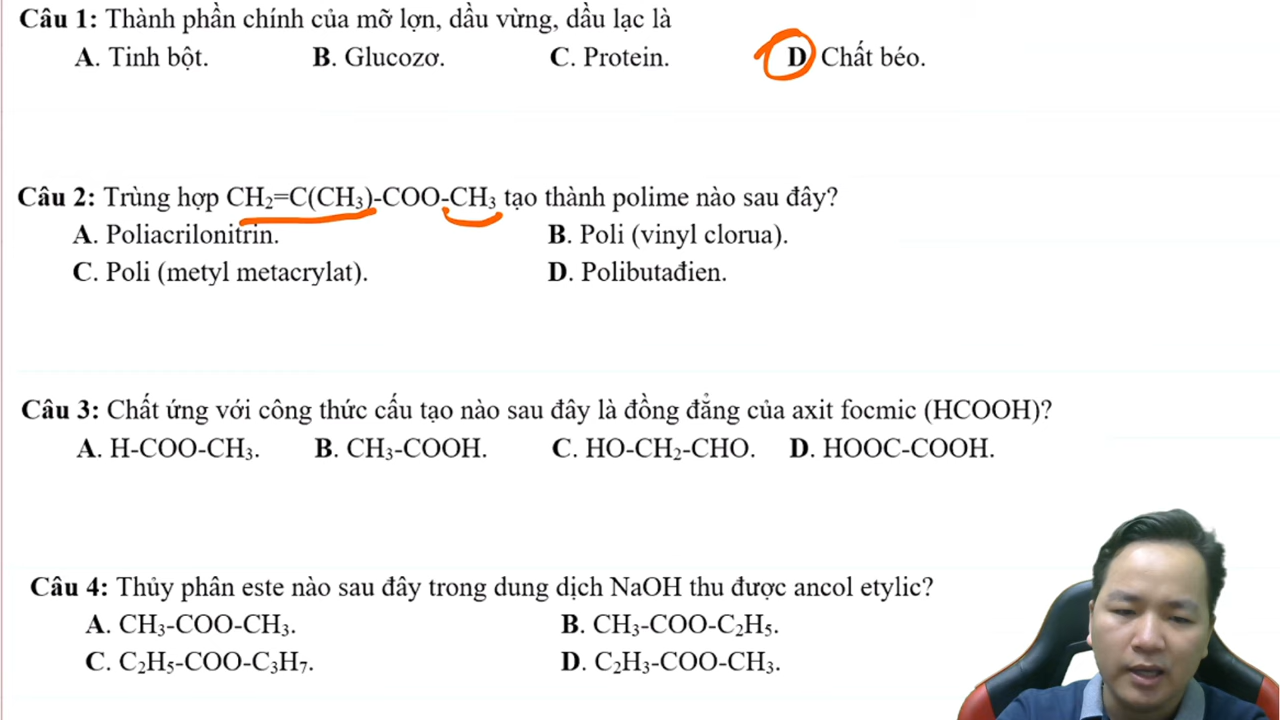 Câu 1: Thành phần chính của mỡ lợn, dầu vừng, dầu lạc là
A. Tinh bột. B. Glucozơ. C. Protein. D Chất béo.
Câu 2: Trùng hợp CH₂=C(CH₃)-COO-CH₃ tạo thành polime nào sau đây?
A. Poliacrilonitrin. B. Poli (vinyl clorua).
C. Poli (metyl metacrylat). D. Polibutađien.
Câu 3: Chất ứng với công thức cấu tạo nào sau đây là đồng đẳng của axit focmic (HCOOH)?
A. H-COO-CH₃. B. CH₃-COOH. C. HO-CH₂-CHO. D. HOOC-COOH.
Câu 4: Thủy phân este nào sau đây trong dung dịch NaOH thu được ancol etylic?
A. CH₃-COO-CH₃. B. CH₃-COO-C₂H₅.
C. C₂H₅-COO-C₃H₇. D. C₂H₃-COO-CH₃.